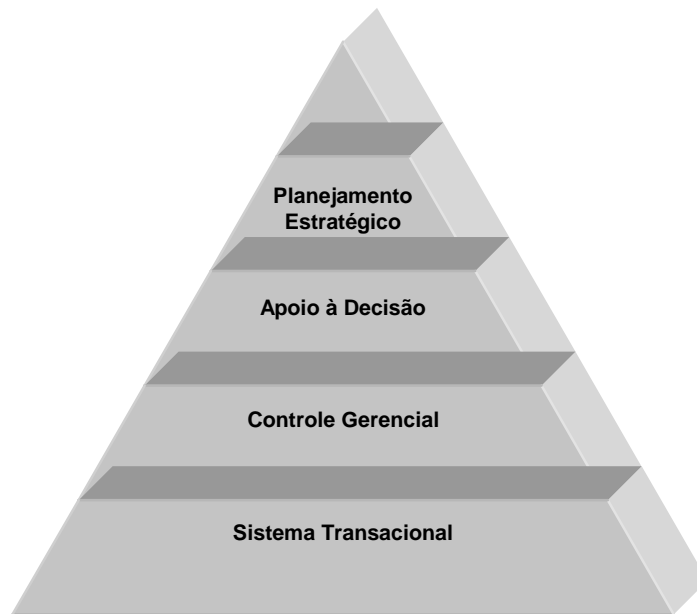 Planejamento
Estratégico
Apoio à Decisão
Controle Gerencial
Sistema Transacional